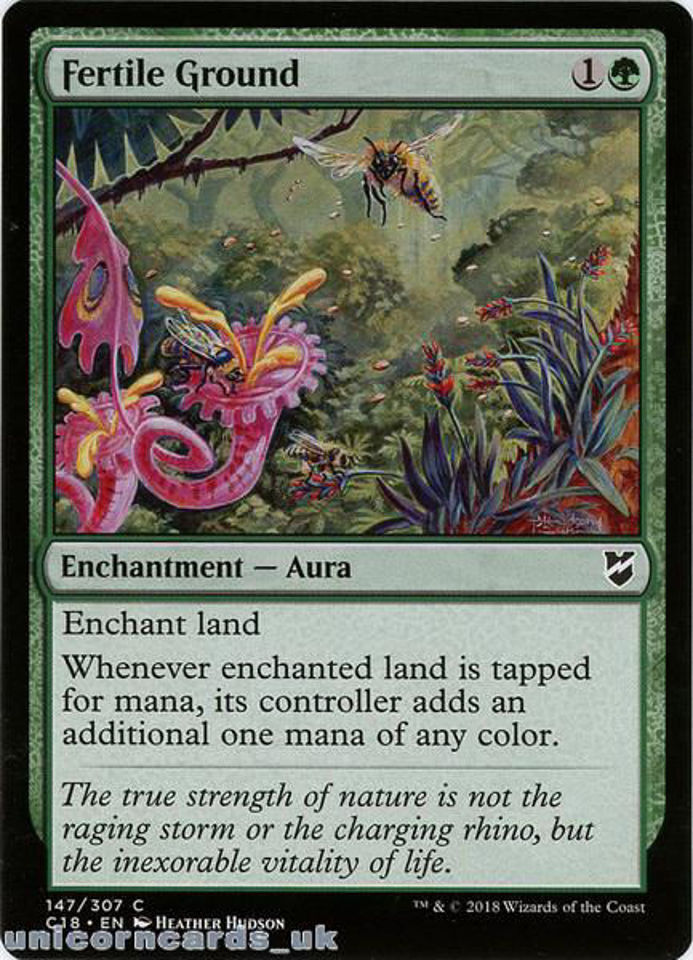 Fertile Ground 1
Enchantment — Aura
Enchant land
Whenever enchanted land is tapped
for mana, its controller adds an
additional one mana of any color.
The true strength of nature is not the
raging storm or the charging rhino, but
the inexorable vitality of life.
147/307 C
C18 • EN Heather Hudson
™ & © 2018 Wizards of the Coast
unicorncards_uk